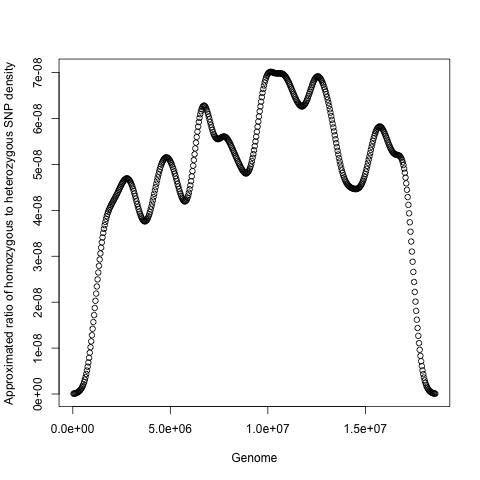 Approximated ratio of homozygous to heterozygous SNP density
7e-08
6e-08
5e-08
4e-08
3e-08
2e-08
1e-08
0e+00
0.0e+00 5.0e+06 1.0e+07 1.5e+07
Genome